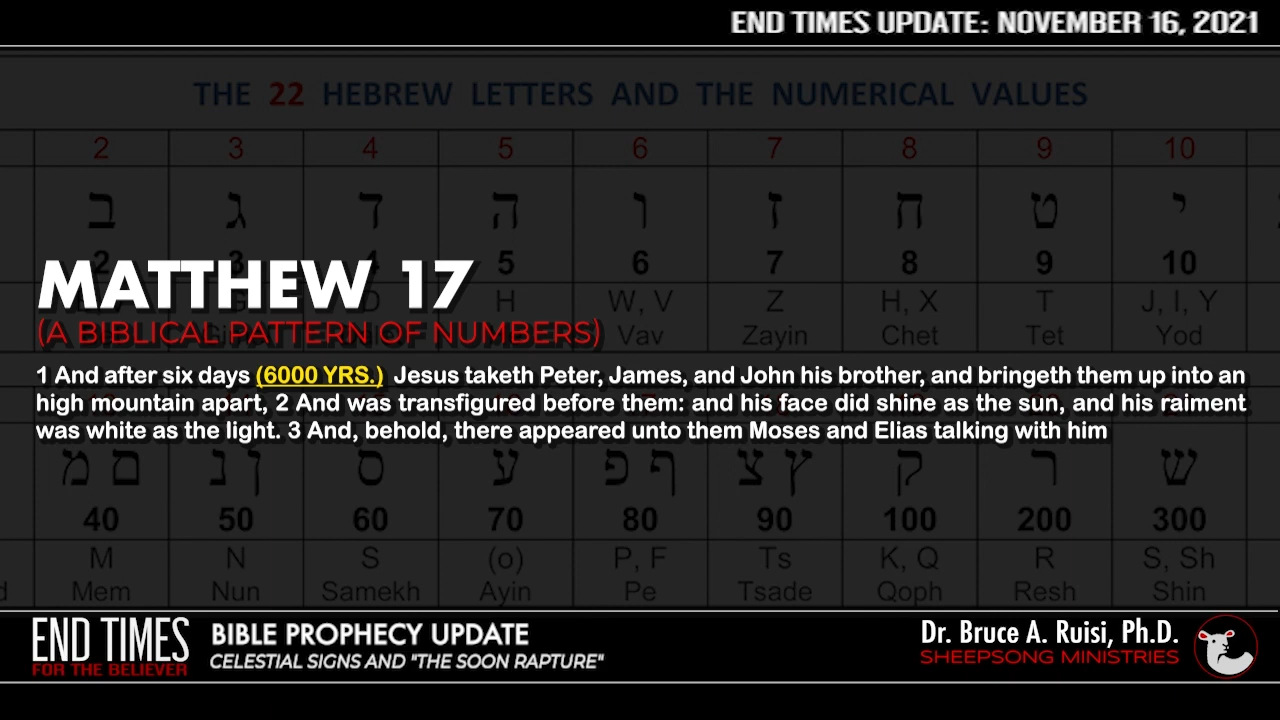 END TIMES UPDATE: NOVEMBER 16, 2021
THE 22 HEBREW LETTERS AND THE NUMERICAL VALUES
2 3 4 5 6 7 8 9 10
ב ג ד ה ו ז ח ט י
2 3 4 5 6 7 8 9 10
D H W, V Z H, X T J, I, Y
Vav Zayin Chet Tet Yod
MATTHEW 17
(A BIBLICAL PATTERN OF NUMBERS)
1 And after six days (6000 YRS.) Jesus taketh Peter, James, and John his brother, and bringeth them up into an
high mountain apart, 2 And was transfigured before them: and his face did shine as the sun, and his raiment
was white as the light. 3 And, behold, there appeared unto them Moses and Elias talking with him
מ ם נ ן ס ע פ ף צ ץ ק ר ש
40 50 60 70 80 90 100 200 300
M N S (o) P, F Ts K, Q R S, Sh
d Mem Nun Samekh Ayin Pe Tsade Qoph Resh Shin
END TIMES
FOR THE BELIEVER
BIBLE PROPHECY UPDATE
CELESTIAL SIGNS AND "THE SOON RAPTURE"
Dr. Bruce A. Ruisi, Ph.D.
SHEEPSONG MINISTRIES